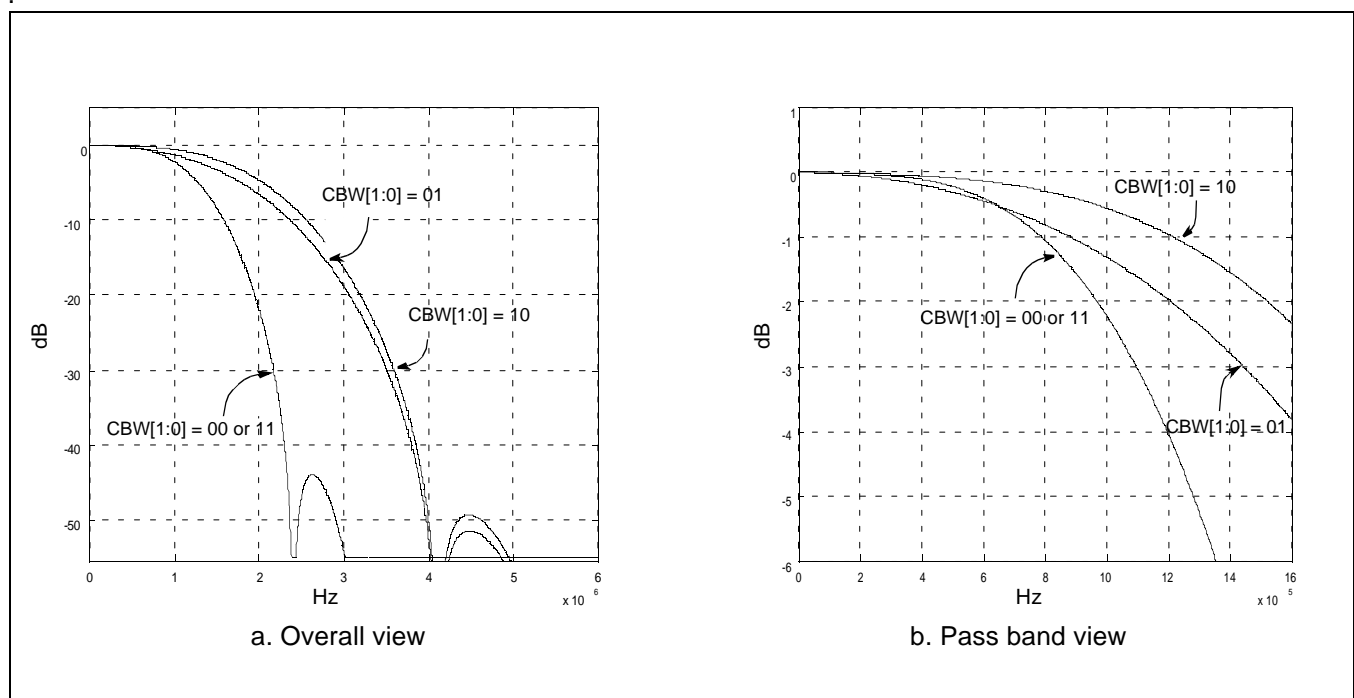 0
-10
-20
-30
-40
-50
dB
CBW[1:0] = 01
CBW[1:0] = 10
CBW[1:0] = 00 or 11
0
1
2
3
4
5
6
Hz
x 10 6
a. Overall view
1
0
-1
-2
-3
-4
-5
-6
dB
CBW[1:0] = 10
CBW[1:0] = 00 or 11
CBW[1:0] = 01
0
2
4
6
8
10
12
14
16
Hz
x 10 5
b. Pass band view